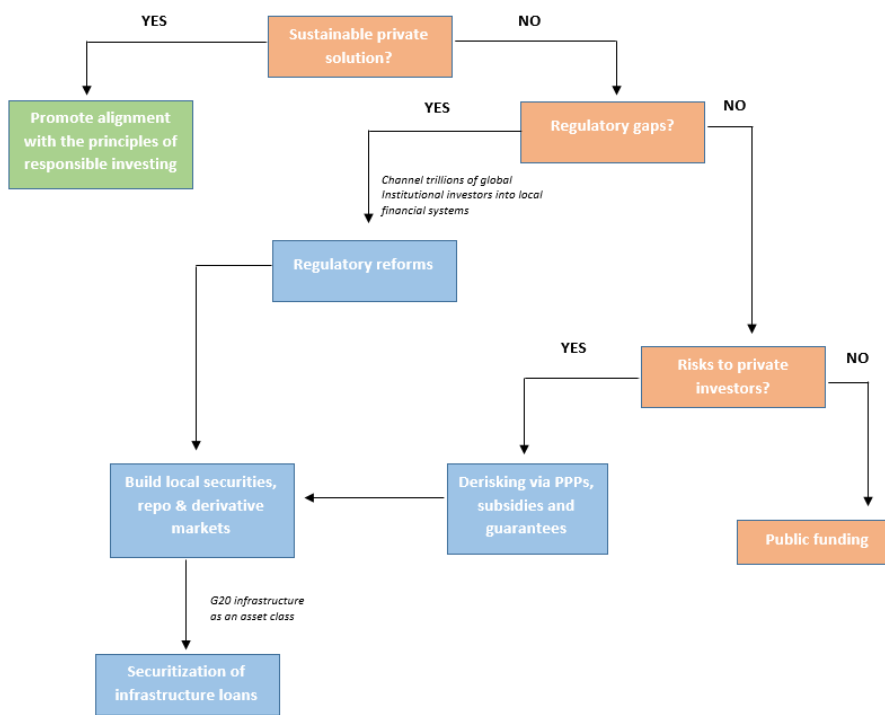 YES
Sustainable private
solution?
NO
Promote alignment
with the principles of
responsible investing
YES
Regulatory gaps?
NO
Channel trillions of global
Institutional investors into local
financial systems
Regulatory reforms
YES
Risks to private
investors?
NO
Build local securities,
repo & derivative
markets
Derisking via PPPs,
subsidies and
guarantees
Public funding
G20 infrastructure
as an asset class
Securitization of
infrastructure loans